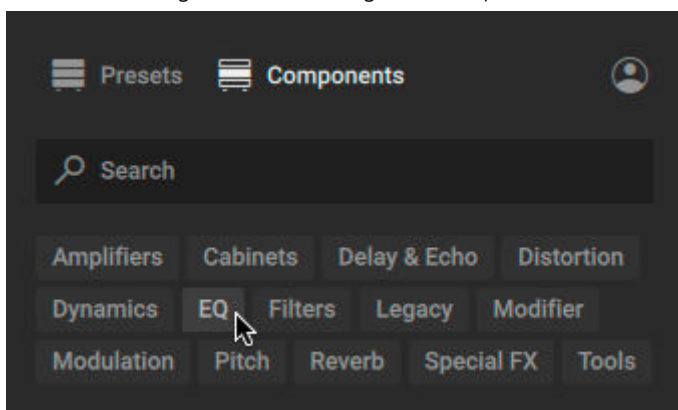 Presets Components
Search
Amplifiers Cabinets Delay & Echo Distortion
Dynamics EQ Filters Legacy Modifier
Modulation Pitch Reverb Special FX Tools